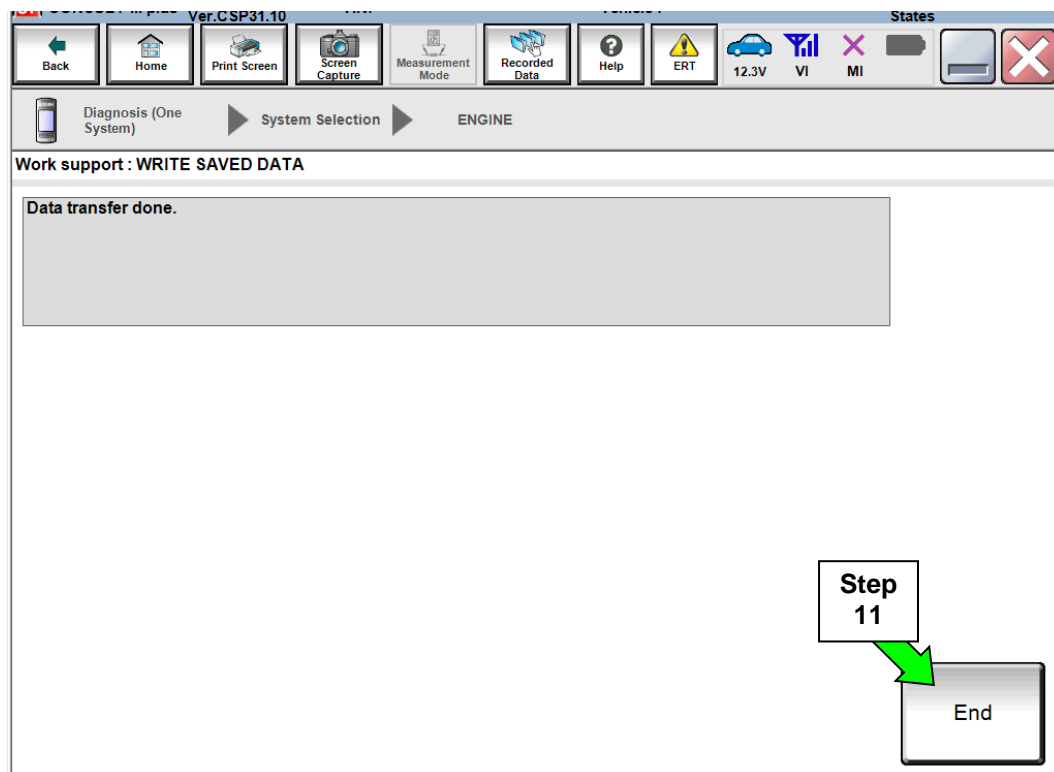 Ver.CSP31.10
States
Back
Home
Print Screen
Screen
Capture
Measurement
Mode
Recorded
Data
Help
ERT
12.3V
VI
MI
Diagnosis (One
System)
System Selection
ENGINE
Work support : WRITE SAVED DATA
Data transfer done.
Step
11
End